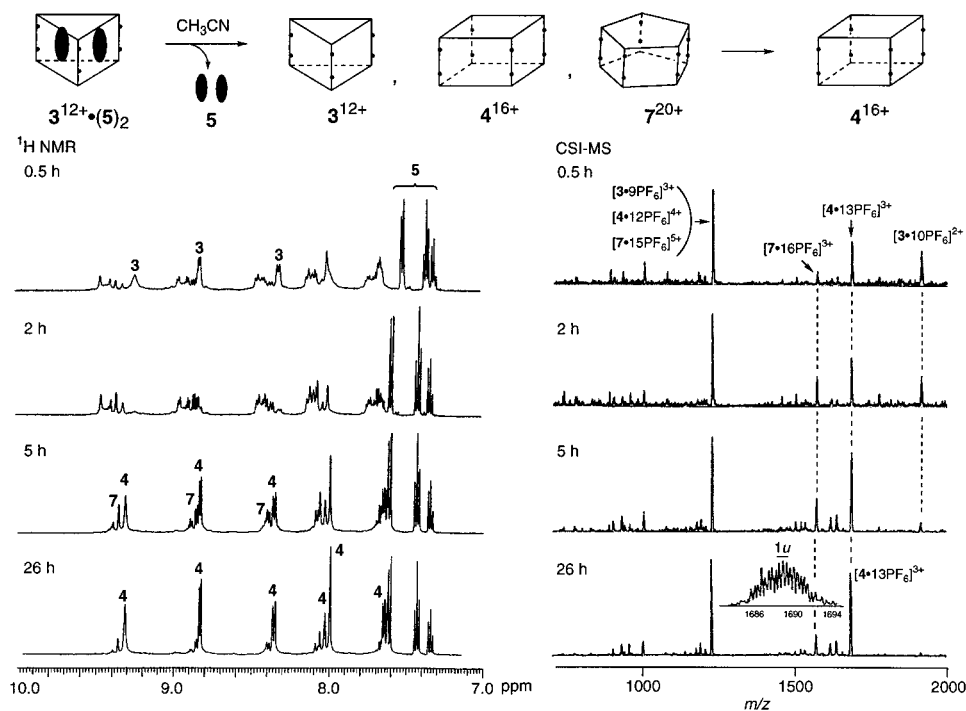 CH₃CN
3¹²⁺•(5)₂
5
3¹²⁺
,
4¹⁶⁺
,
7²⁰⁺
4¹⁶⁺
¹H NMR
0.5 h
5
3
3
3
2 h
5 h
7
4
7
4
7
4
26 h
4
4
4
4
4
4
10.0 9.0 8.0 7.0 ppm
CSI-MS
0.5 h
[3•9PF₆]³⁺
[4•12PF₆]⁴⁺
[7•15PF₆]⁵⁺
[7•16PF₆]³⁺
[4•13PF₆]³⁺
[3•10PF₆]²⁺
2 h
5 h
26 h
1u
1686 1690 1694
[4•13PF₆]³⁺
1000 1500 2000
m/z